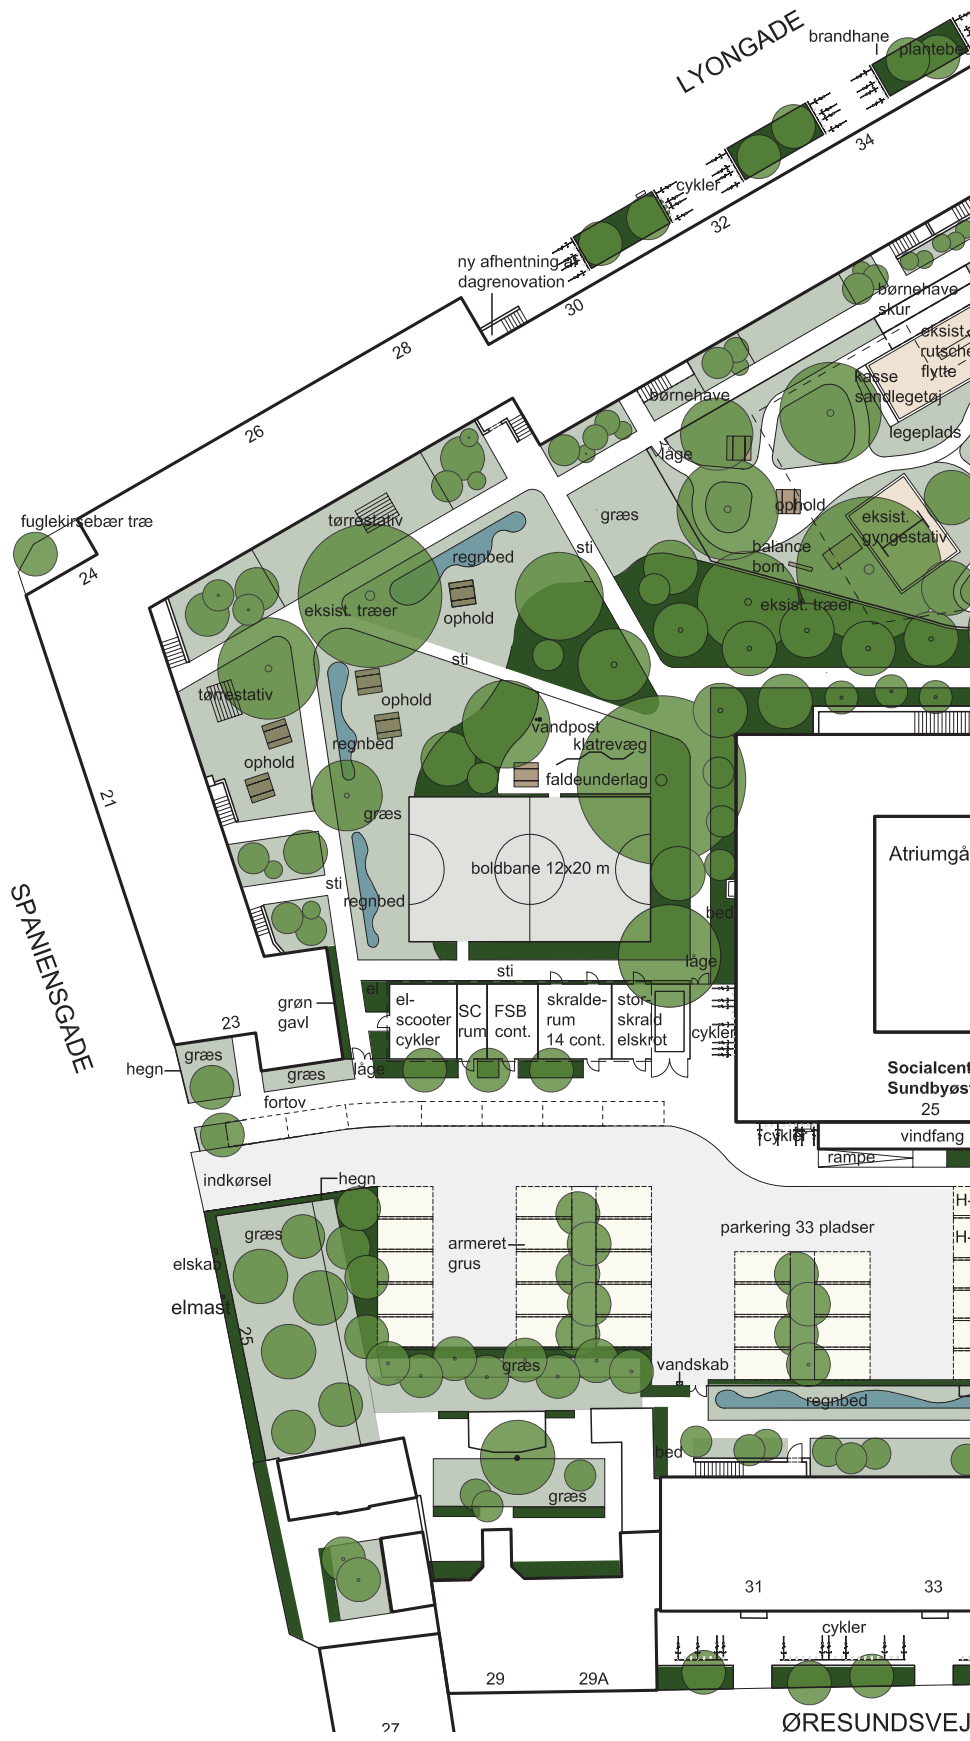 LYONGADE
brandhane
plantebed
34
cykler
32
ny afhentning af
dagrenovation
30
28
26
børnehave
skur
eksist.
rutsche
flytte
kasse
sandlegetøj
børnehave
legeplads
låge
fuglekirsebær træ
24
tørrestativ
græs
ophold
eksist.
gyngestativ
regnbed
sti
balance
bom
eksist. træer
ophold
eksist. træer
sti
tørrestativ
ophold
regnbed
vandpost
klatrevæg
ophold
faldeunderlag
21
græs
boldbane 12x20 m
Atriumgå
sti
regnbed
bed
SPANIENSGADE
låge
sti
el
grøn
gavl
el-
scooter
cykler
SC
rum
FSB
cont.
skralde-
rum
14 cont.
stor-
skrald
elskrot
cykler
23
græs
hegn
græs
låge
fortov
Socialcent
Sundbyøst
25
cykler
vindfang
rampe
indkørsel
hegn
græs
armeret
grus
parkering 33 pladser
H-
H-
elskab
elmast
25
græs
vandskab
regnbed
bed
græs
31
33
cykler
29
29A
27
ØRESUNDSVEJ